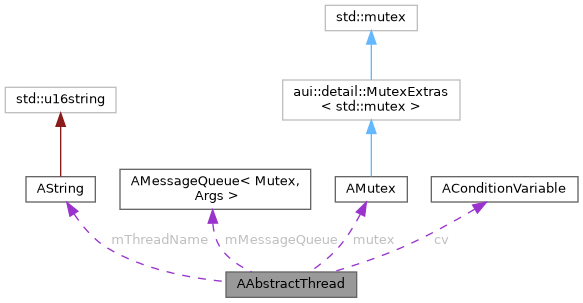 std::mutex
std::u16string
aui::detail::MutexExtras
< std::mutex >
AString
AMessageQueue< Mutex,
Args >
AMutex
AConditionVariable
mThreadName
mMessageQueue
mutex
cv
AAbstractThread